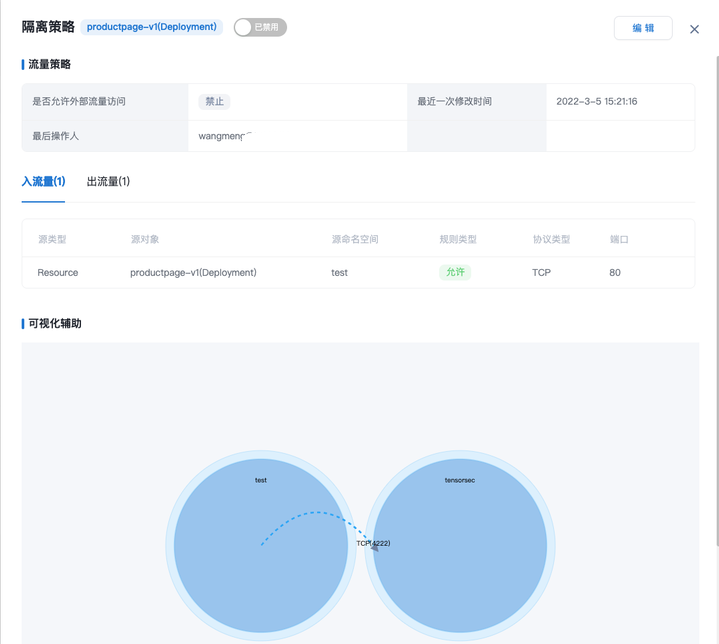 隔离策略 productpage-v1(Deployment) 已禁用 编 辑
流量策略
是否允许外部流量访问 禁止 最近一次修改时间 2022-3-5 15:21:16
最后操作人
入流量(1) 出流量(1)
源类型 源对象 源命名空间 规则类型 协议类型 端口
Resource productpage-v1(Deployment) test 允许 TCP 80
可视化辅助
test tensorsec
TCP(4222)